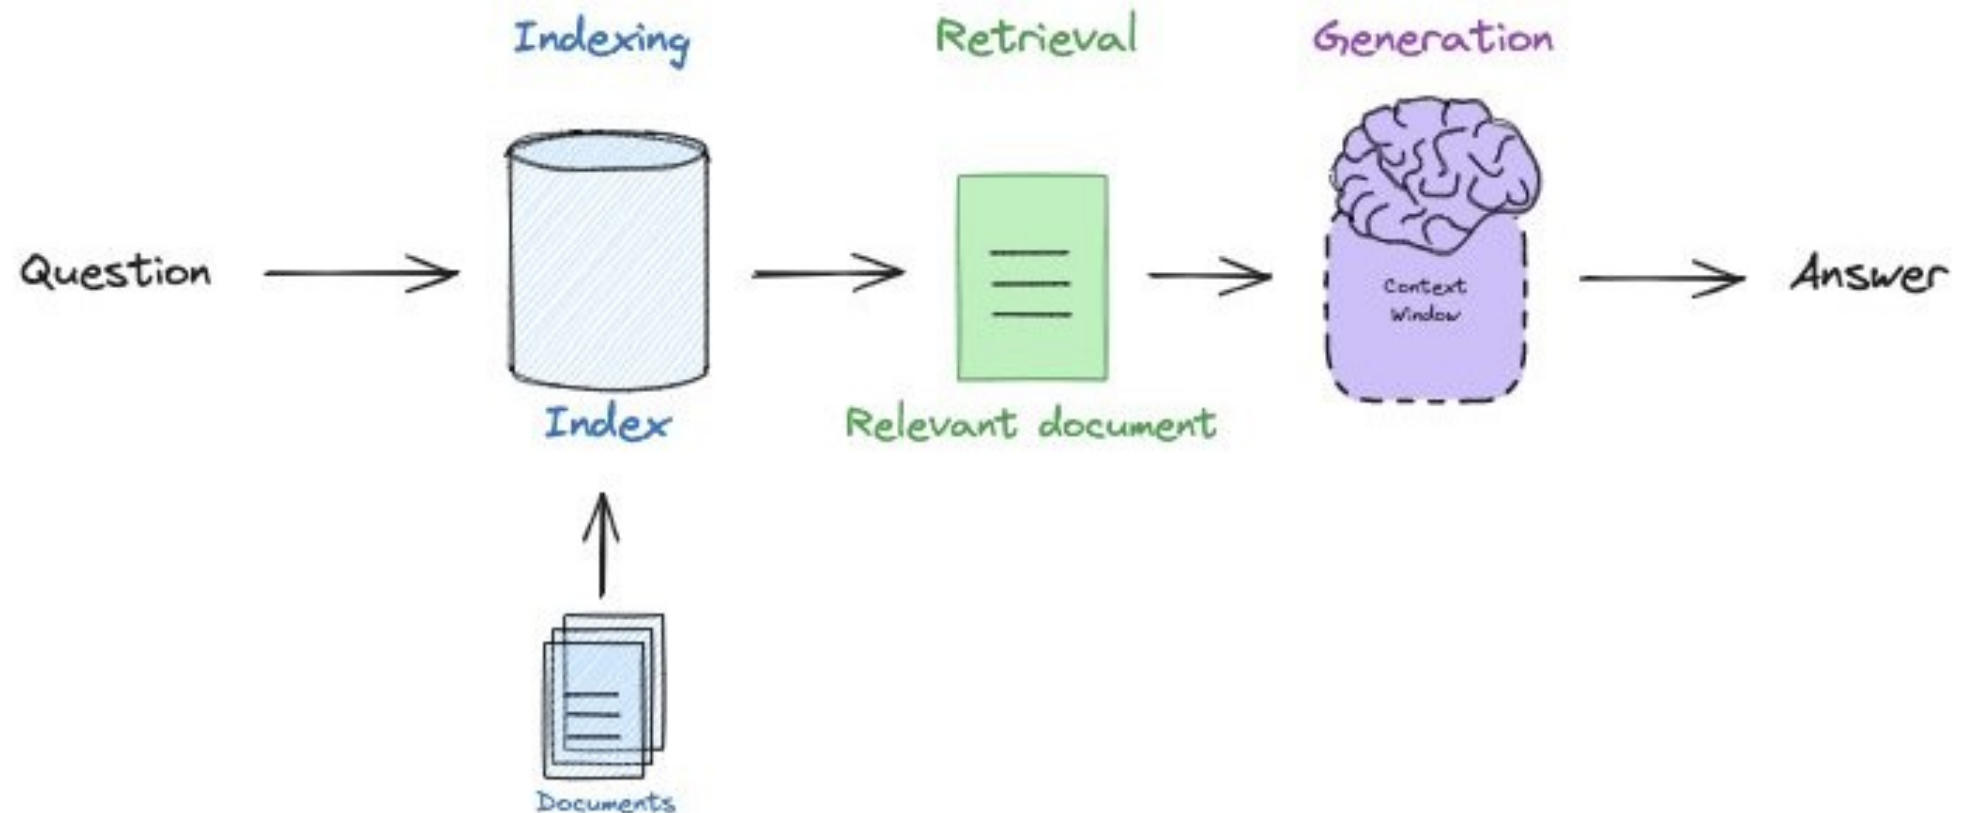 Indexing
Retrieval
Generation
Question
Context
Window
Answer
Index
Relevant document
Documents